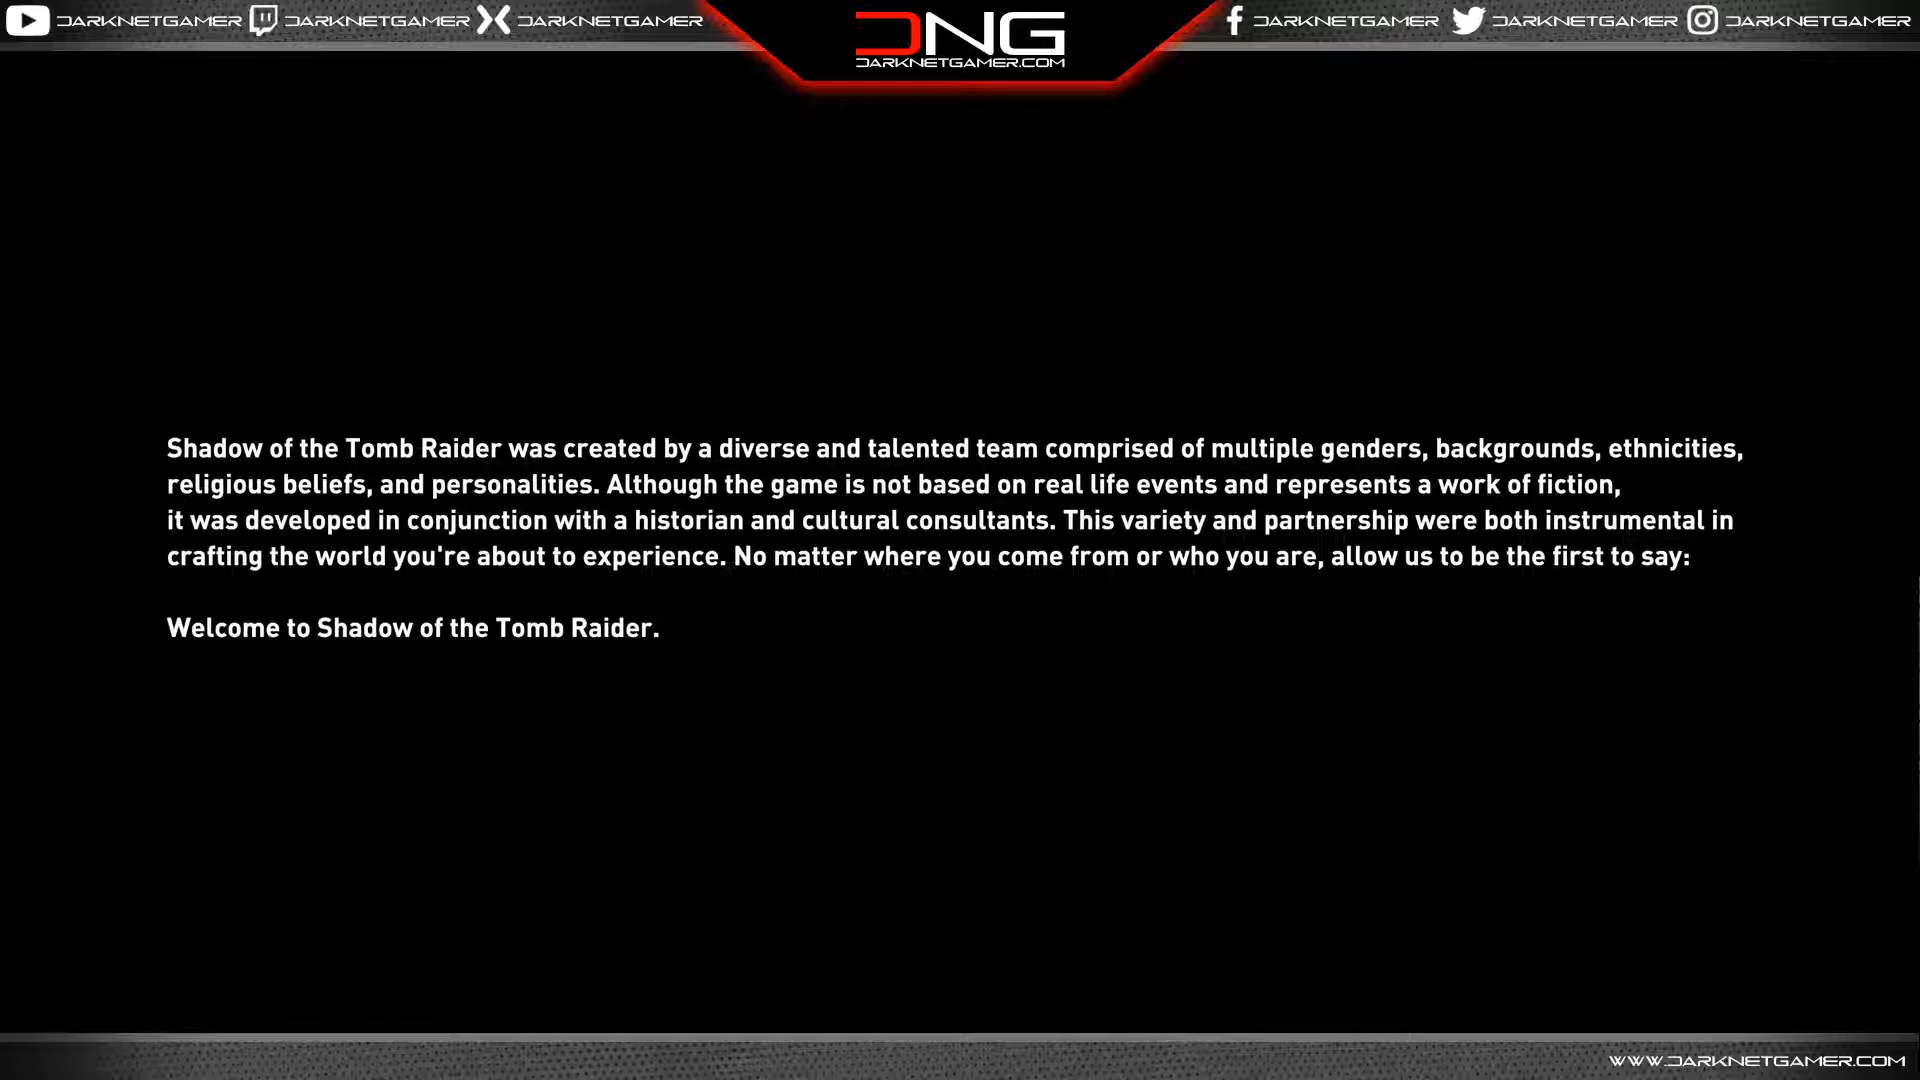 DARKNETGAMER DARKNETGAMER DARKNETGAMER
DNG
DARKNETGAMER.COM
DARKNETGAMER DARKNETGAMER DARKNETGAMER
Shadow of the Tomb Raider was created by a diverse and talented team comprised of multiple genders, backgrounds, ethnicities,
religious beliefs, and personalities. Although the game is not based on real life events and represents a work of fiction,
it was developed in conjunction with a historian and cultural consultants. This variety and partnership were both instrumental in
crafting the world you're about to experience. No matter where you come from or who you are, allow us to be the first to say:
Welcome to Shadow of the Tomb Raider.
WWW.DARKNETGAMER.COM